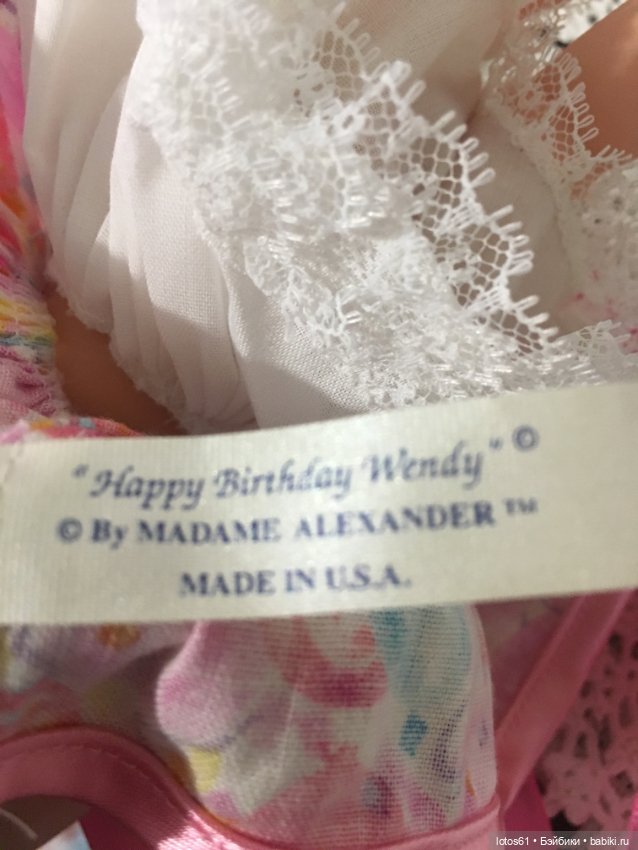 "Happy Birthday Wendy" ©
© By MADAME ALEXANDER ™
MADE IN U.S.A.
lotos61 • Бэйбики • babiki.ru